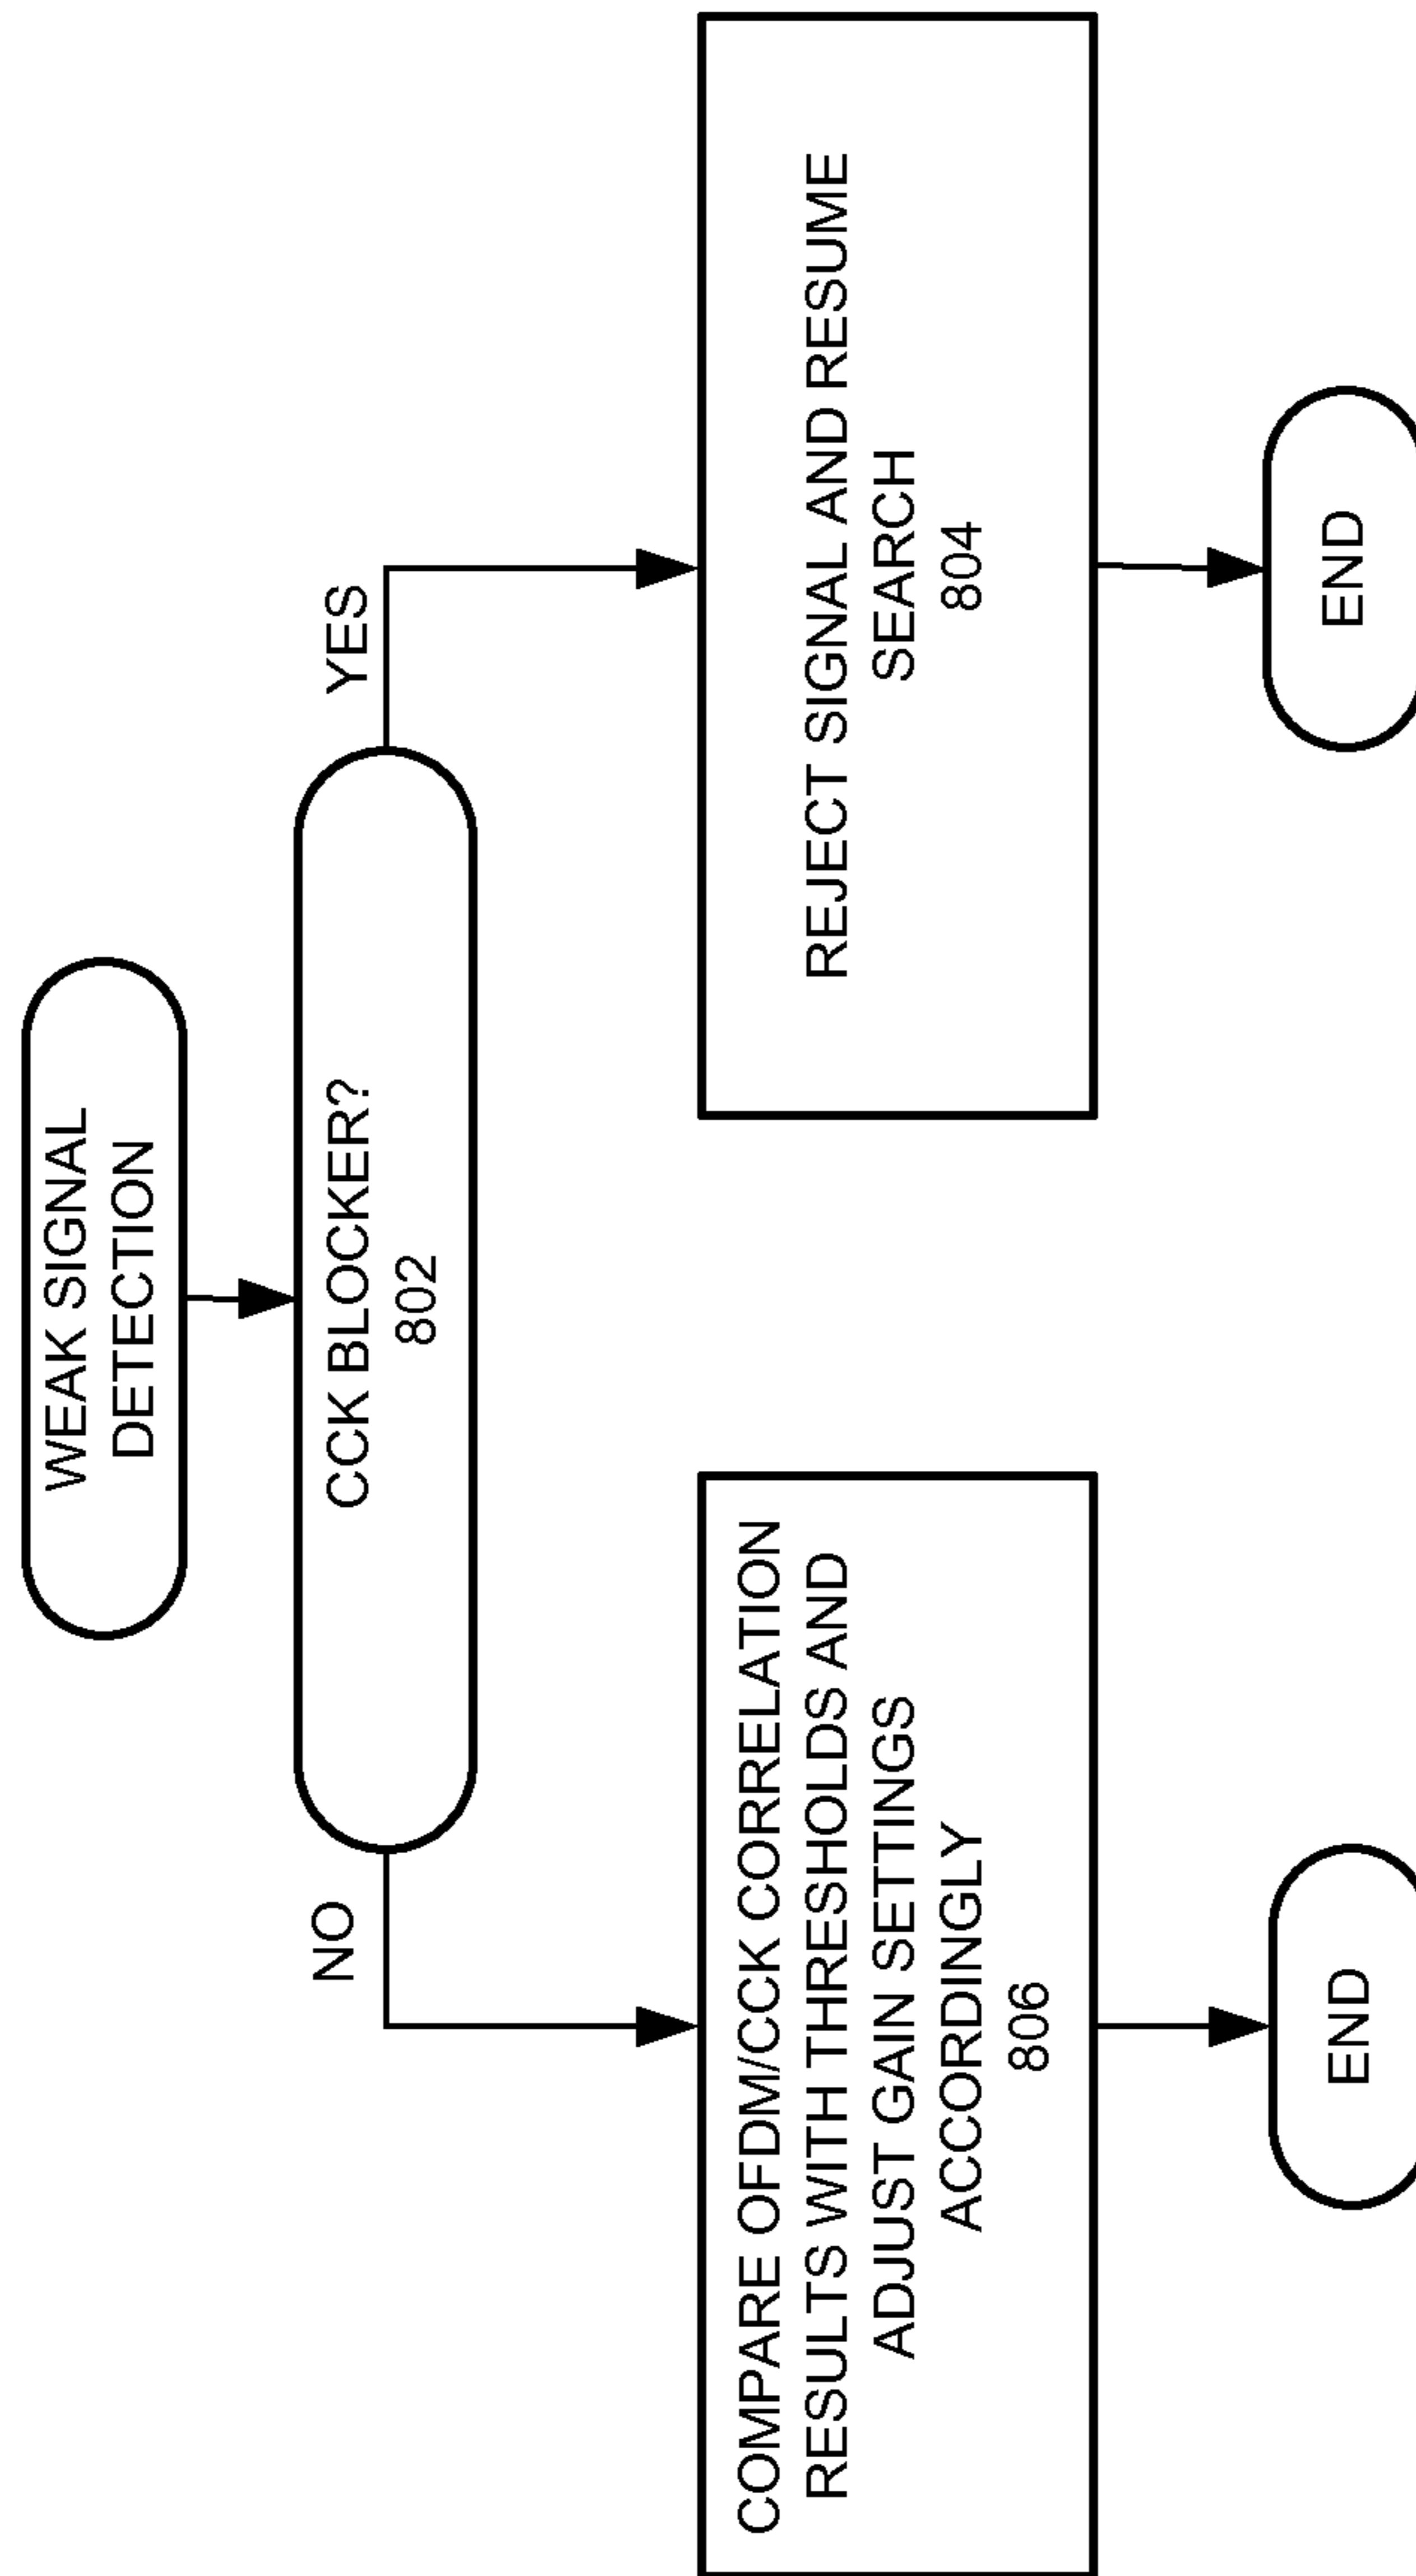 WEAK SIGNAL
DETECTION
CCK BLOCKER?
802
NO
YES
COMPARE OFDM/CCK CORRELATION
RESULTS WITH THRESHOLDS AND
ADJUST GAIN SETTINGS
ACCORDINGLY
806
REJECT SIGNAL AND RESUME
SEARCH
804
END
END